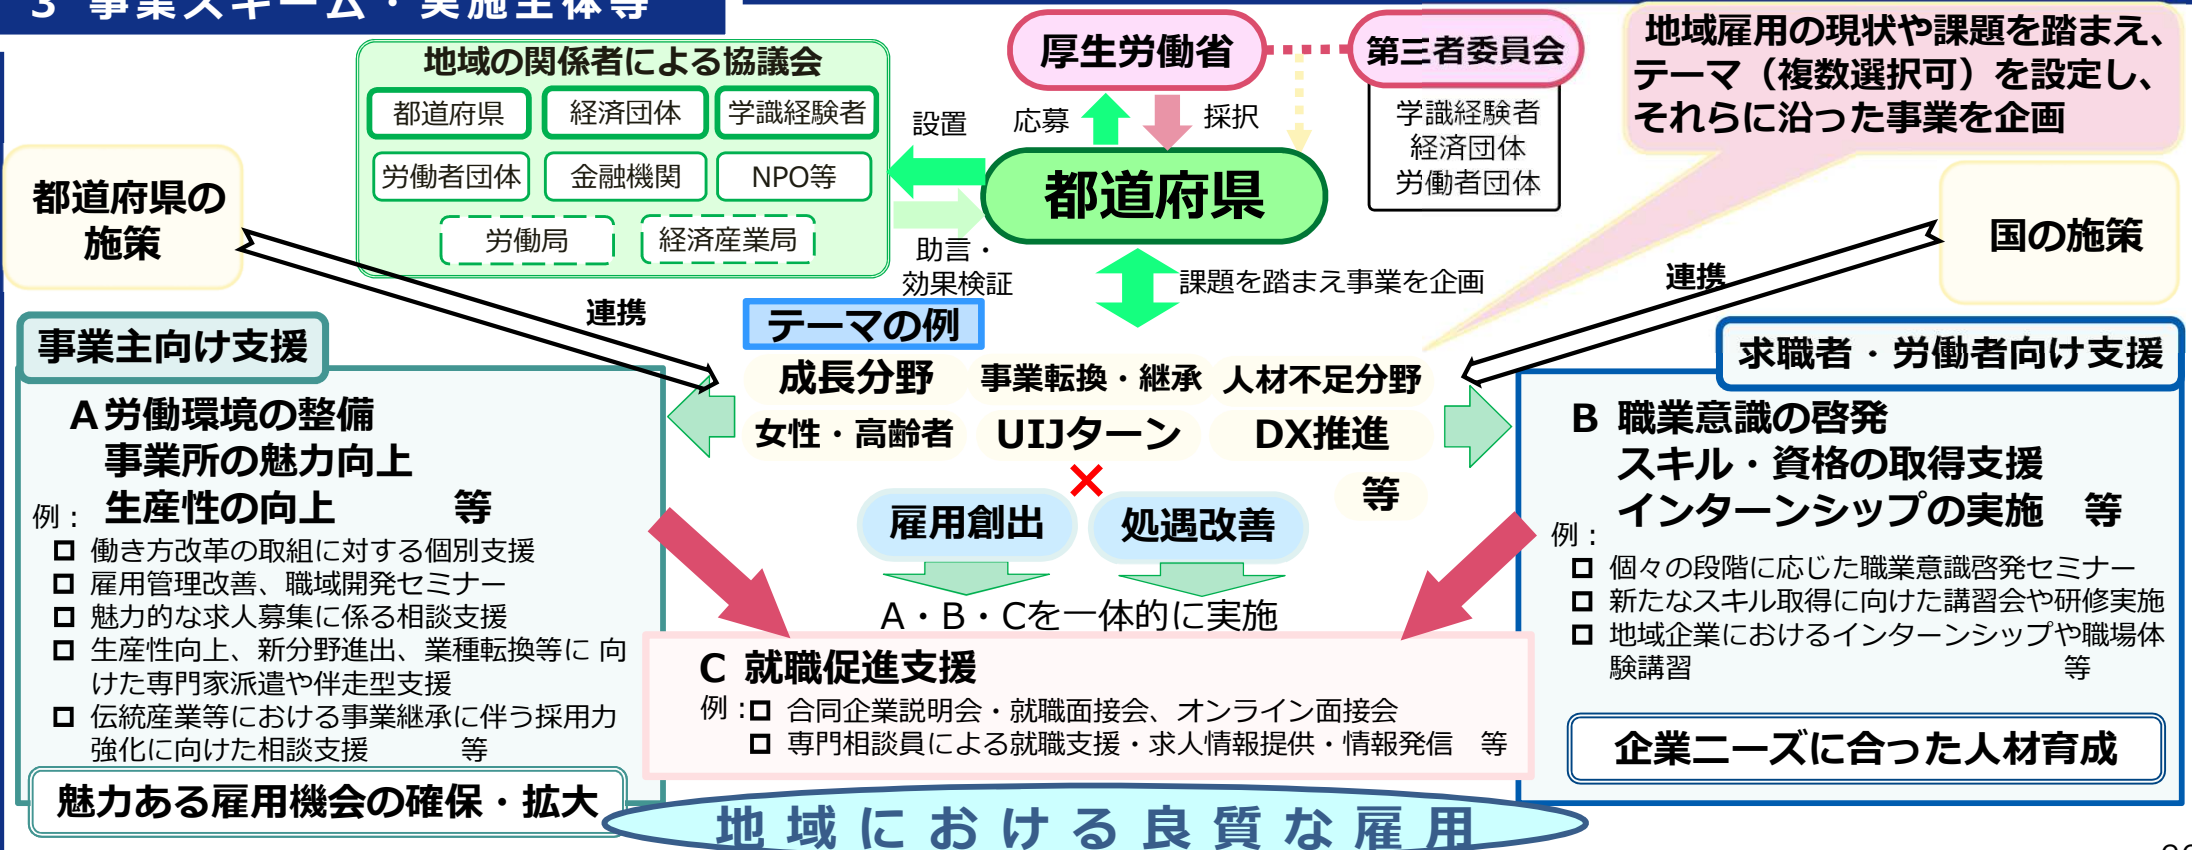 3 事業スキーム・実施主体等
地域の関係者による協議会
都道府県 経済団体 学識経験者
労働者団体 金融機関 NPO等
労働局 経済産業局
設置
助言・
効果検証
厚生労働省
第三者委員会
学識経験者
経済団体
労働者団体
応募
採択
都道府県
課題を踏まえ事業を企画
地域雇用の現状や課題を踏まえ、
テーマ（複数選択可）を設定し、
それらに沿った事業を企画
都道府県の
施策
連携
国の施策
連携
テーマの例
成長分野 事業転換・継承 人材不足分野
女性・高齢者 UIJターン DX推進
等
×
雇用創出 処遇改善
A・B・Cを一体的に実施
事業主向け支援
A 労働環境の整備
事業所の魅力向上
生産性の向上 等
例：
働き方改革の取組に対する個別支援
雇用管理改善、職域開発セミナー
魅力的な求人募集に係る相談支援
生産性向上、新分野進出、業種転換等に 向
けた専門家派遣や伴走型支援
伝統産業等における事業継承に伴う採用力
強化に向けた相談支援 等
魅力ある雇用機会の確保・拡大
求職者・労働者向け支援
B 職業意識の啓発
スキル・資格の取得支援
インターンシップの実施 等
例：
個々の段階に応じた職業意識啓発セミナー
新たなスキル取得に向けた講習会や研修実施
地域企業におけるインターンシップや職場体
験講習 等
企業ニーズに合った人材育成
C 就職促進支援
例：
合同企業説明会・就職面接会、オンライン面接会
専門相談員による就職支援・求人情報提供・情報発信 等
地域における良質な雇用